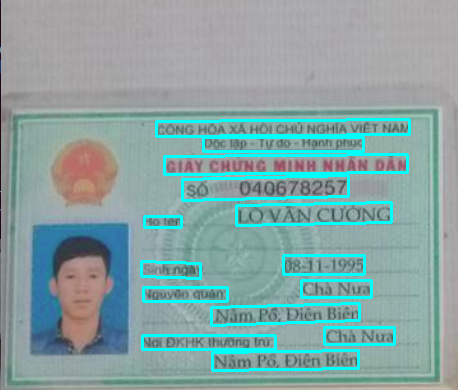 CỘNG HÒA XÃ HỘI CHỦ NGHĨA VIỆT NAM
Độc lập - Tự do - Hạnh phúc
GIẤY CHỨNG MINH NHÂN DÂN
SỐ 040678257
Họ tên LÒ VĂN CƯỜNG
Sinh ngày 08-11-1995
Nguyên quán: Chà Nưa
Nậm Pồ, Điện Biên
Nơi ĐKHK thường trú: Chà Nưa
Nậm Pồ, Điện Biên